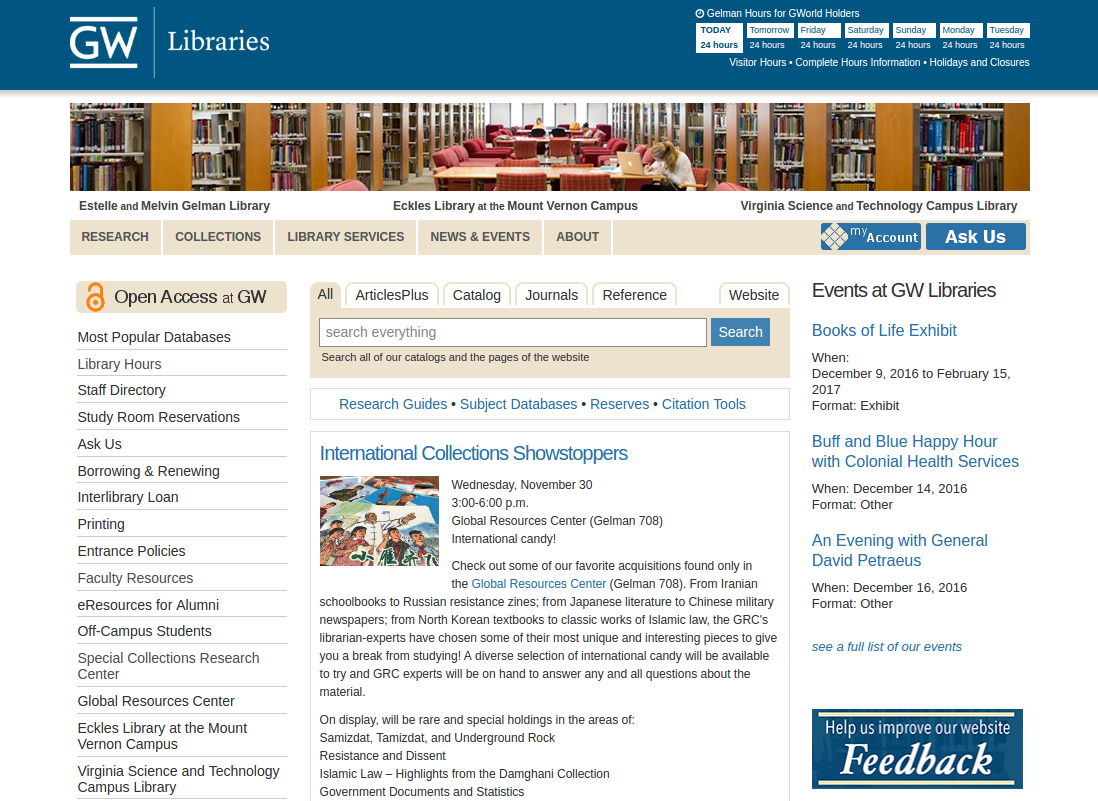 GW Libraries
Gelman Hours for GWorld Holders
TODAY Tomorrow Friday Saturday Sunday Monday Tuesday
24 hours 24 hours 24 hours 24 hours 24 hours 24 hours 24 hours
Visitor Hours • Complete Hours Information • Holidays and Closures
Estelle and Melvin Gelman Library
Eckles Library at the Mount Vernon Campus
Virginia Science and Technology Campus Library
RESEARCH COLLECTIONS LIBRARY SERVICES NEWS & EVENTS ABOUT
my Account
Ask Us
Open Access at GW
Most Popular Databases
Library Hours
Staff Directory
Study Room Reservations
Ask Us
Borrowing & Renewing
Interlibrary Loan
Printing
Entrance Policies
Faculty Resources
eResources for Alumni
Off-Campus Students
Special Collections Research
Center
Global Resources Center
Eckles Library at the Mount
Vernon Campus
Virginia Science and Technology
Campus Library
All ArticlesPlus Catalog Journals Reference Website
search everything Search
Search all of our catalogs and the pages of the website
Research Guides • Subject Databases • Reserves • Citation Tools
International Collections Showstoppers
Wednesday, November 30
3:00-6:00 p.m.
Global Resources Center (Gelman 708)
International candy!
Check out some of our favorite acquisitions found only in
the Global Resources Center (Gelman 708). From Iranian
schoolbooks to Russian resistance zines; from Japanese literature to Chinese military
newspapers; from North Korean textbooks to classic works of Islamic law, the GRC's
librarian-experts have chosen some of their most unique and interesting pieces to give
you a break from studying! A diverse selection of international candy will be available
to try and GRC experts will be on hand to answer any and all questions about the
material.
On display, will be rare and special holdings in the areas of:
Samizdat, Tamizdat, and Underground Rock
Resistance and Dissent
Islamic Law – Highlights from the Damghani Collection
Government Documents and Statistics
Events at GW Libraries
Books of Life Exhibit
When:
December 9, 2016 to February 15,
2017
Format: Exhibit
Buff and Blue Happy Hour
with Colonial Health Services
When: December 14, 2016
Format: Other
An Evening with General
David Petraeus
When: December 16, 2016
Format: Other
see a full list of our events
Help us improve our website
Feedback